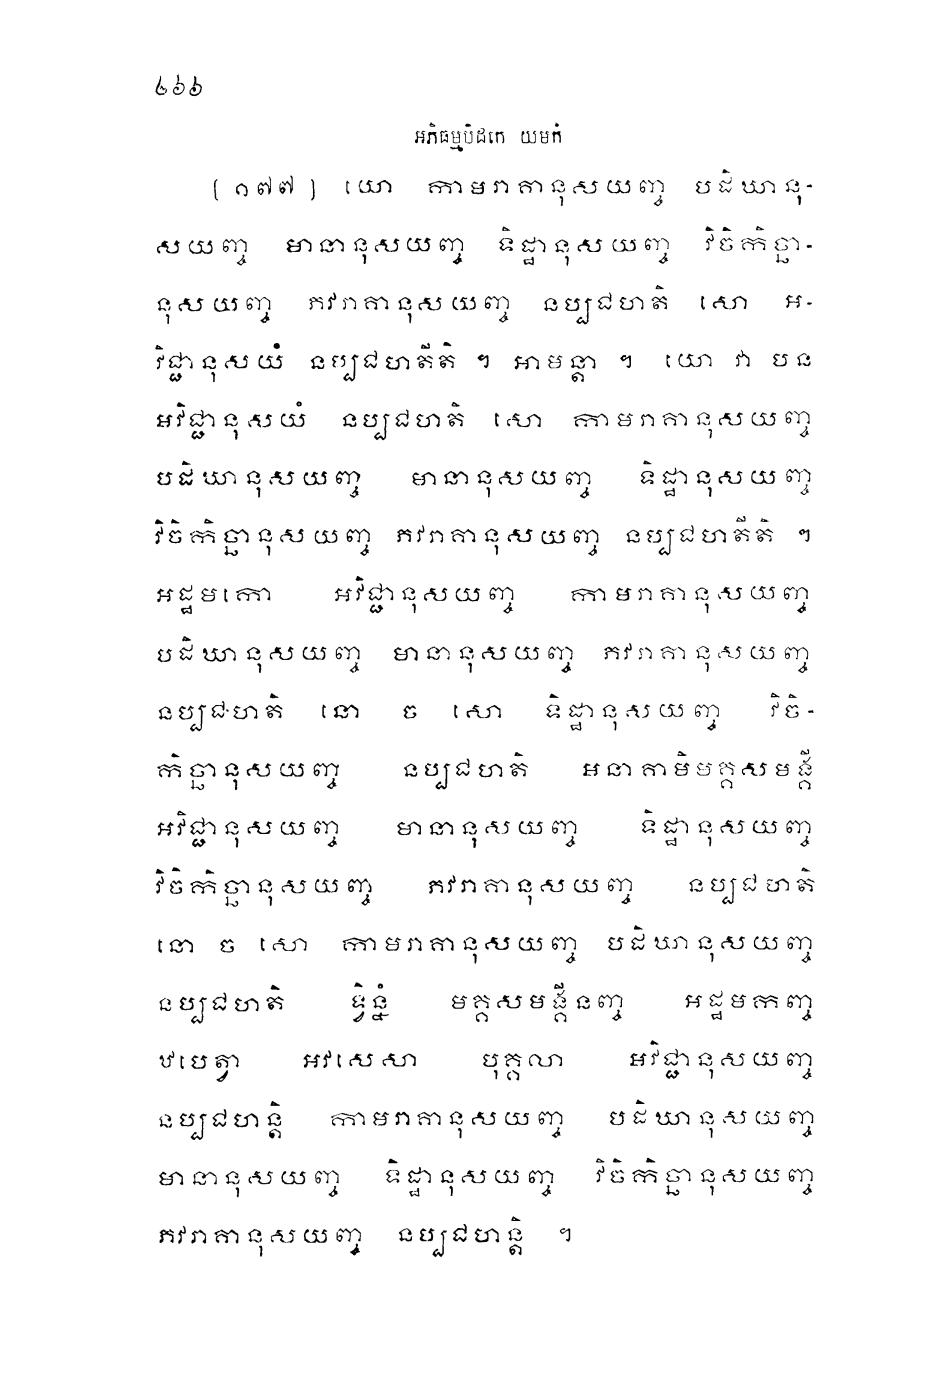 ៤៦៦
អភិធម្មបិដកេ យមកំ
(១៧៧) យោ កាមរាគានុសយញ្ច បដិឃានុ-
សយញ្ច មានានុសយញ្ច ទិដ្ឋានុសយញ្ច វិចិកិច្ឆា-
នុសយញ្ច ភវរាគានុសយញ្ច នប្បជហតិ សោ អ-
វិជ្ជានុសយំ នប្បជហតីតិ ។ អាមន្តា ។ យោ វា បន
អវិជ្ជានុសយំ នប្បជហតិ សោ កាមរាគានុសយញ្ច
បដិឃានុសយញ្ច មានានុសយញ្ច ទិដ្ឋានុសយញ្ច
វិចិកិច្ឆានុសយញ្ច ភវរាគានុសយញ្ច នប្បជហតីតិ ។
អដ្ឋមកោ អវិជ្ជានុសយញ្ច កាមរាគានុសយញ្ច
បដិឃានុសយញ្ច មានានុសយញ្ច ភវរាគានុសយញ្ច
នប្បជហតិ នោ ច សោ ទិដ្ឋានុសយញ្ច វិចិ-
កិច្ឆានុសយញ្ច នប្បជហតិ អនាគាមិមគ្គសមង្គី
អវិជ្ជានុសយញ្ច មានានុសយញ្ច ទិដ្ឋានុសយញ្ច
វិចិកិច្ឆានុសយញ្ច ភវរាគានុសយញ្ច នប្បជហតិ
នោ ច សោ កាមរាគានុសយញ្ច បដិឃានុសយញ្ច
នប្បជហតិ ទ្វិន្នំ មគ្គសមង្គីនញ្ច អដ្ឋមកញ្ច
ឋបេត្វា អវសេសា បុគ្គលា អវិជ្ជានុសយញ្ច
នប្បជហន្តិ កាមរាគានុសយញ្ច បដិឃានុសយញ្ច
មានានុសយញ្ច ទិដ្ឋានុសយញ្ច វិចិកិច្ឆានុសយញ្ច
ភវរាគានុសយញ្ច នប្បជហន្តិ ។